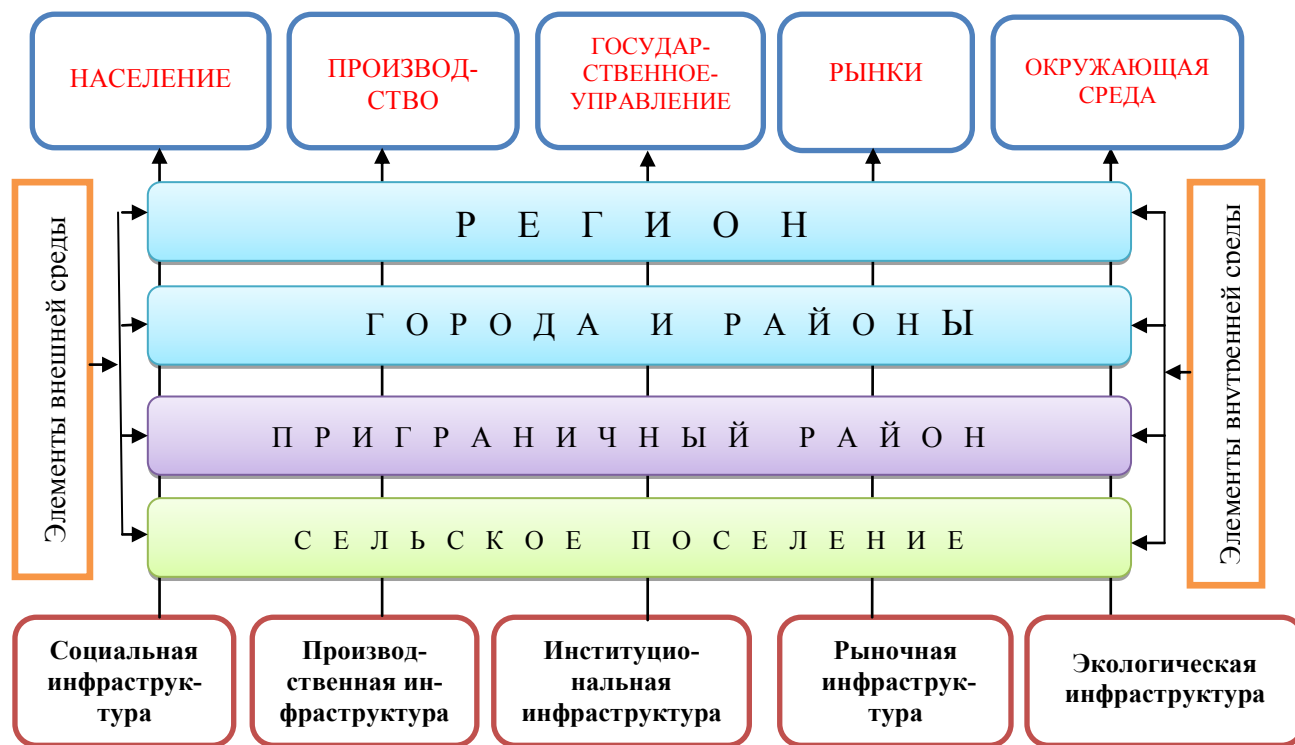 НАСЕЛЕНИЕ
ПРОИЗВОД-
СТВО
ГОСУДАР-
СТВЕННОЕ-
УПРАВЛЕНИЕ
РЫНКИ
ОКРУЖАЮЩАЯ
СРЕДА
Элементы внешней среды
Р Е Г И О Н
Г О Р О Д А И Р А Й О Н Ы
П Р И Г Р А Н И Ч Н Ы Й Р А Й О Н
С Е Л Ь С К О Е П О С Е Л Е Н И Е
Элементы внутренней среды
Социальная
инфраструк-
тура
Производ-
ственная ин-
фраструктура
Институцио-
нальная
инфраструктура
Рыночная
инфраструк-
тура
Экологическая
инфраструктура